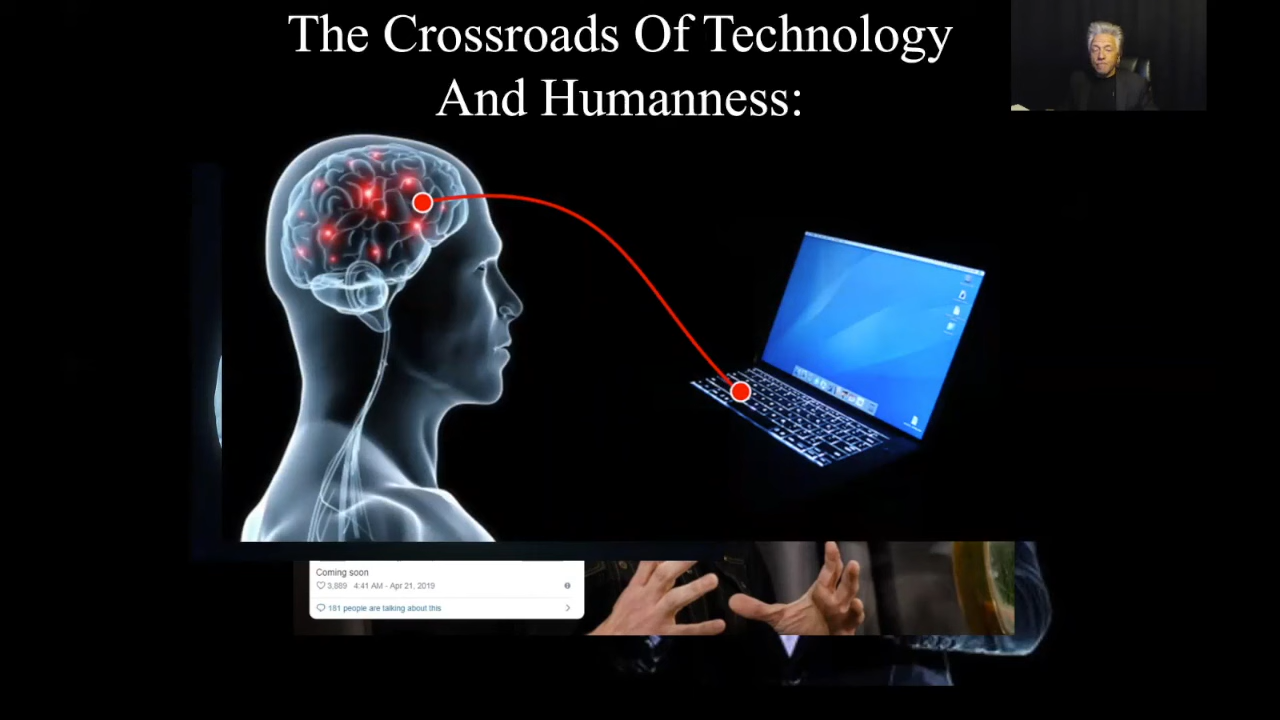 The Crossroads Of Technology
And Humanness:
Coming soon
3,889 4:41 AM - Apr 21, 2019
181 people are talking about this